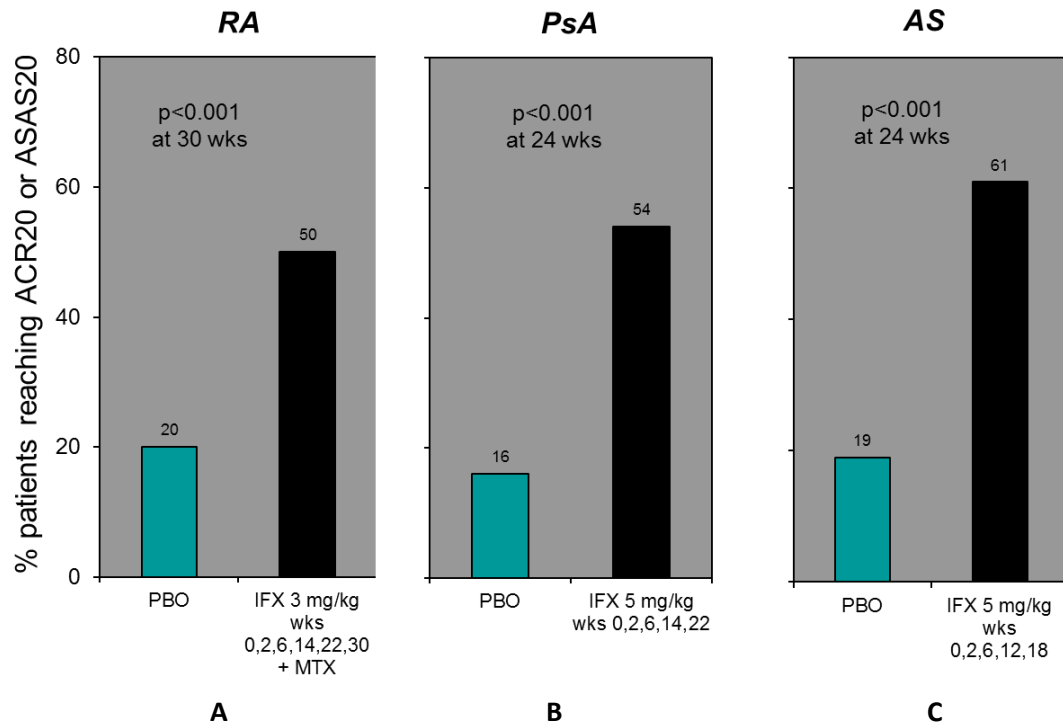 RA
PsA
AS
% patients reaching ACR20 or ASAS20
80
60
40
20
0
p<0.001
at 30 wks
20
50
PBO
IFX 3 mg/kg
wks
0,2,6,14,22,30
+ MTX
A
p<0.001
at 24 wks
16
54
PBO
IFX 5 mg/kg
wks 0,2,6,14,22
B
p<0.001
at 24 wks
19
61
PBO
IFX 5 mg/kg
wks
0,2,6,12,18
C